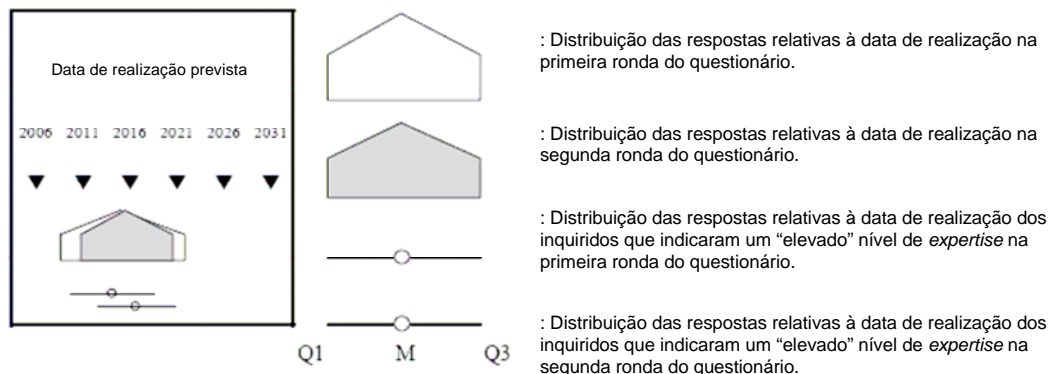 Data de realização prevista
2006 2011 2016 2021 2026 2031
: Distribuição das respostas relativas à data de realização na
primeira ronda do questionário.
: Distribuição das respostas relativas à data de realização na
segunda ronda do questionário.
: Distribuição das respostas relativas à data de realização dos
inquiridos que indicaram um “elevado” nível de expertise na
primeira ronda do questionário.
: Distribuição das respostas relativas à data de realização dos
inquiridos que indicaram um “elevado” nível de expertise na
segunda ronda do questionário.
Q1 M Q3